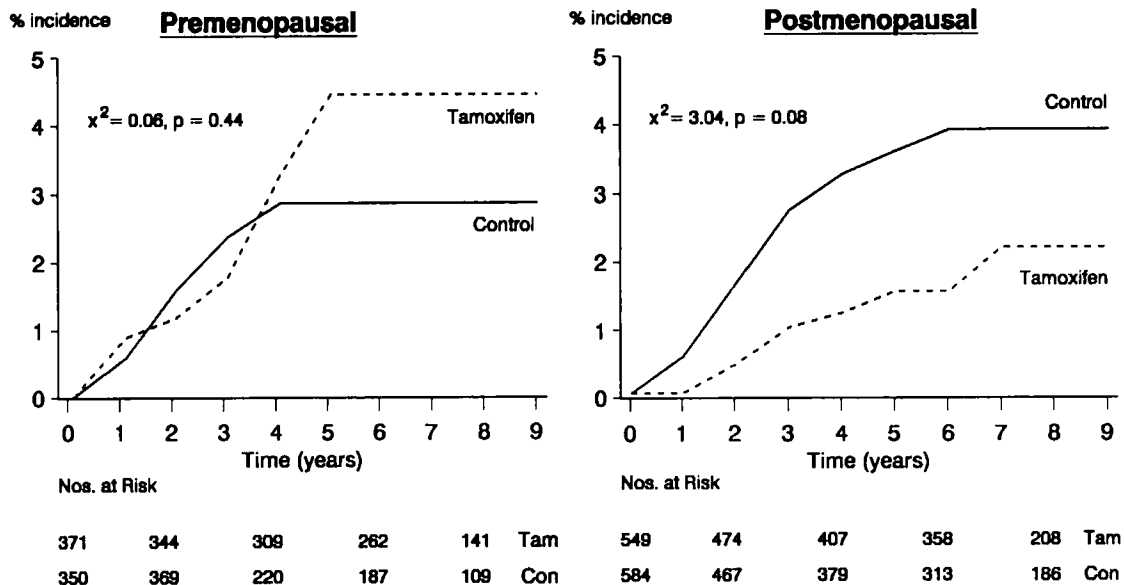 % incidence
Premenopausal
5
4
3
2
1
0
x² = 0.06, p = 0.44
Tamoxifen
Control
0 1 2 3 4 5 6 7 8 9
Time (years)
Nos. at Risk
371 344 309 262 141 Tam
350 369 220 187 109 Con
% incidence
Postmenopausal
5
4
3
2
1
0
x² = 3.04, p = 0.08
Control
Tamoxifen
0 1 2 3 4 5 6 7 8 9
Time (years)
Nos. at Risk
549 474 407 358 208 Tam
584 467 379 313 186 Con